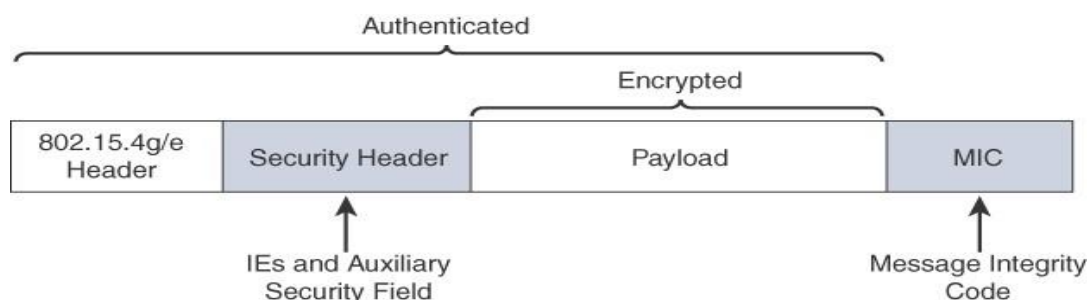 Authenticated
Encrypted
802.15.4g/e
Header
Security Header
Payload
MIC
IEs and Auxiliary
Security Field
Message Integrity
Code